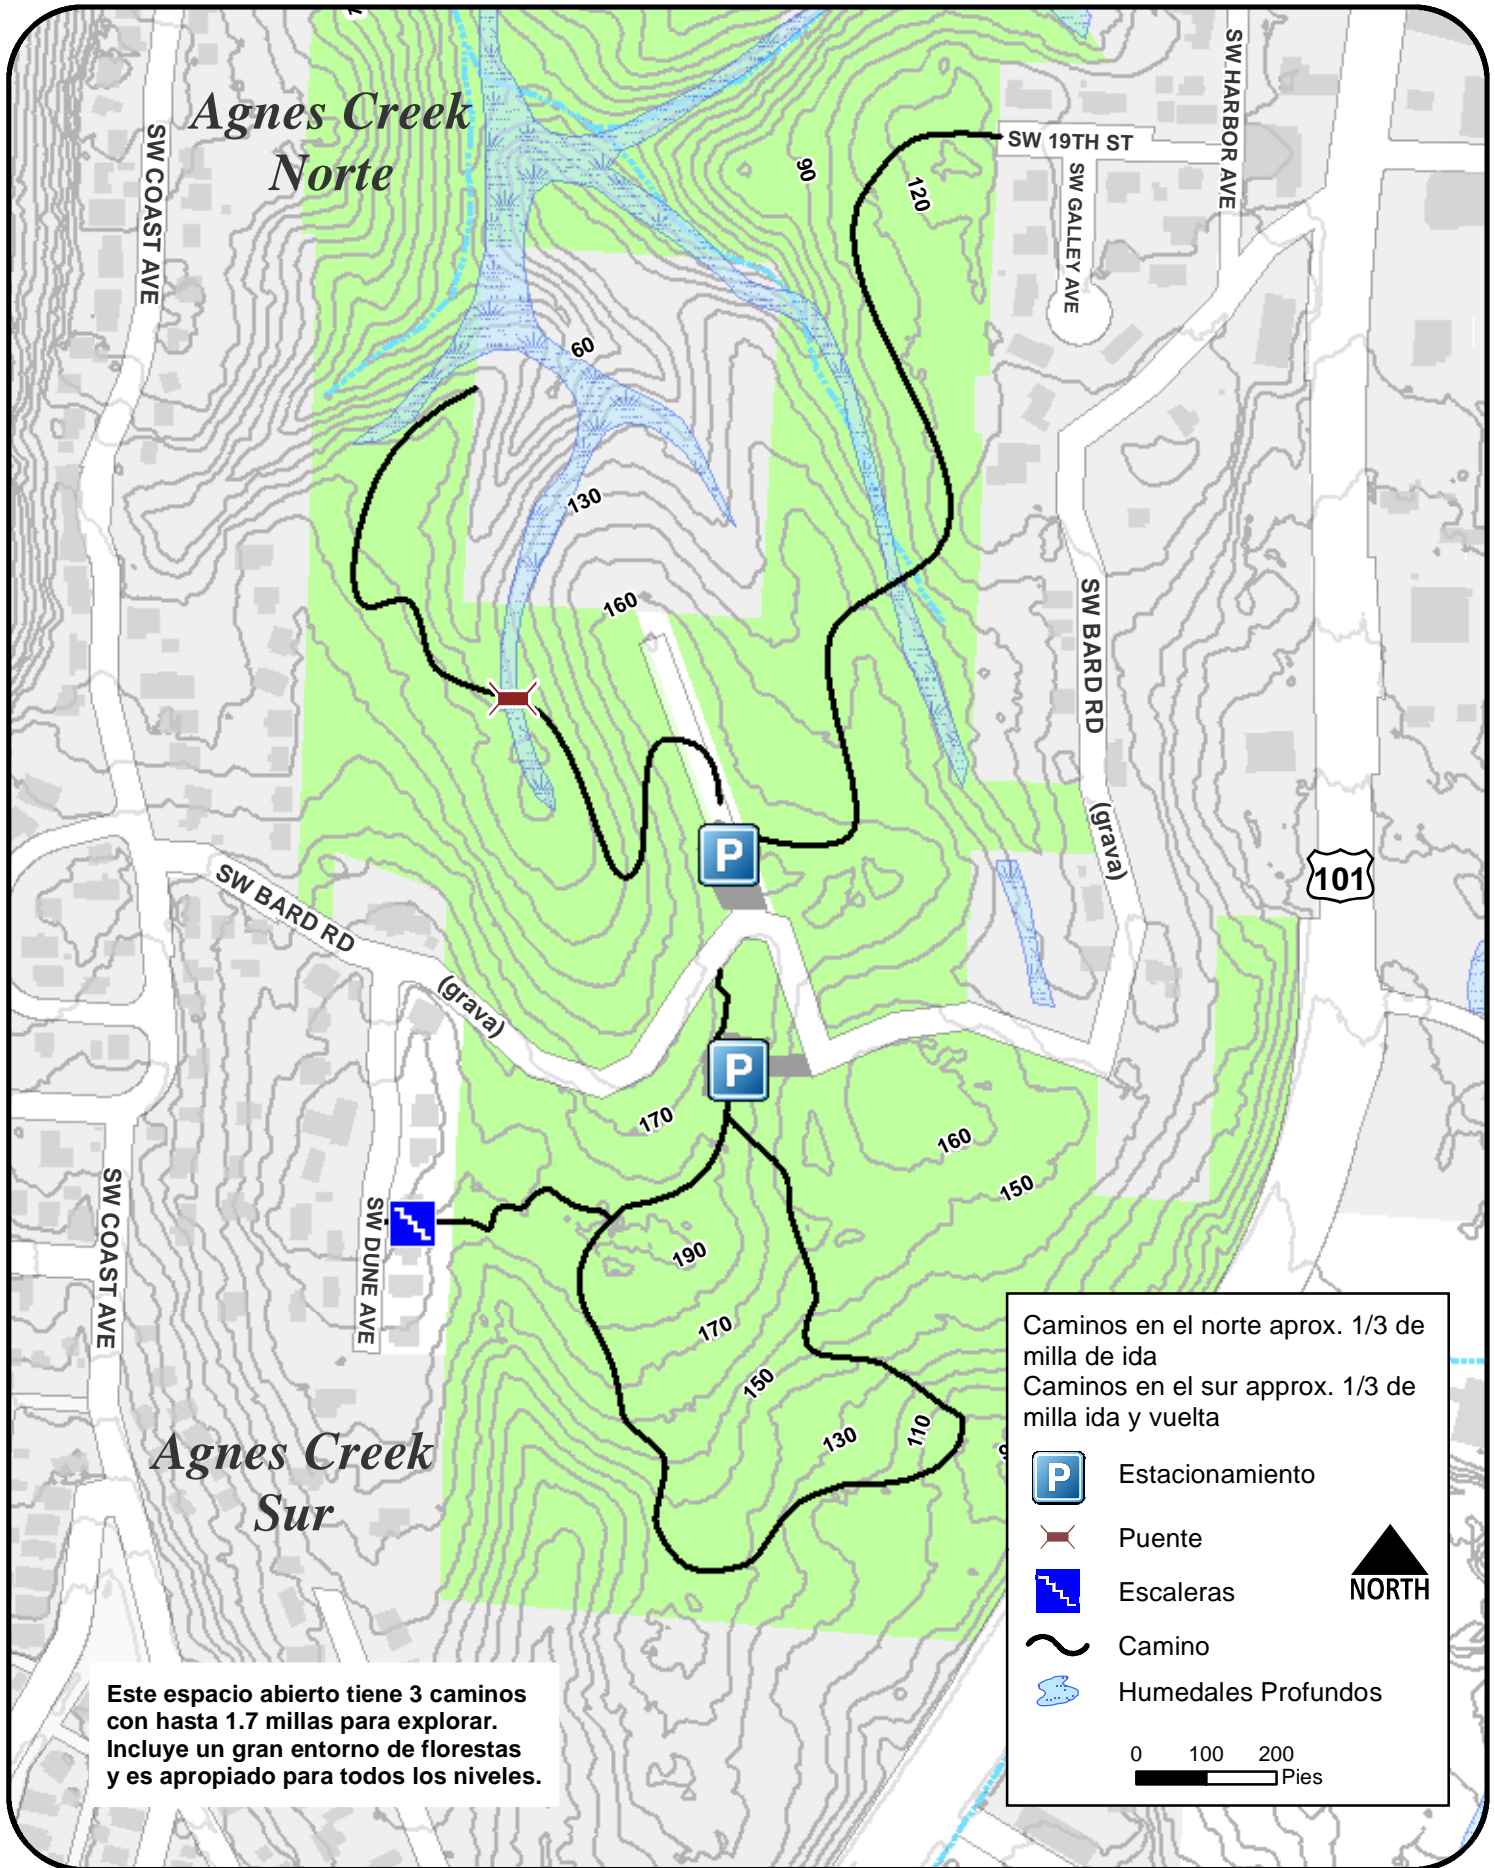 Agnes Creek
Norte
SW COAST AVE
SW 19TH ST
SW HARBOR AVE
SW GALLEY AVE
90
120
60
130
160
SW BARD RD
(grava)
101
SW BARD RD
(grava)
170
160
150
SW COAST AVE
SW DUNE AVE
190
170
150
130
110
Agnes Creek
Sur
Caminos en el norte aprox. 1/3 de
milla de ida
Caminos en el sur approx. 1/3 de
milla ida y vuelta
P
P
P Estacionamiento
Puente
Escaleras
Camino
Humedales Profundos
NORTH
0 100 200
Pies
Este espacio abierto tiene 3 caminos
con hasta 1.7 millas para explorar.
Incluye un gran entorno de florestas
y es apropiado para todos los niveles.